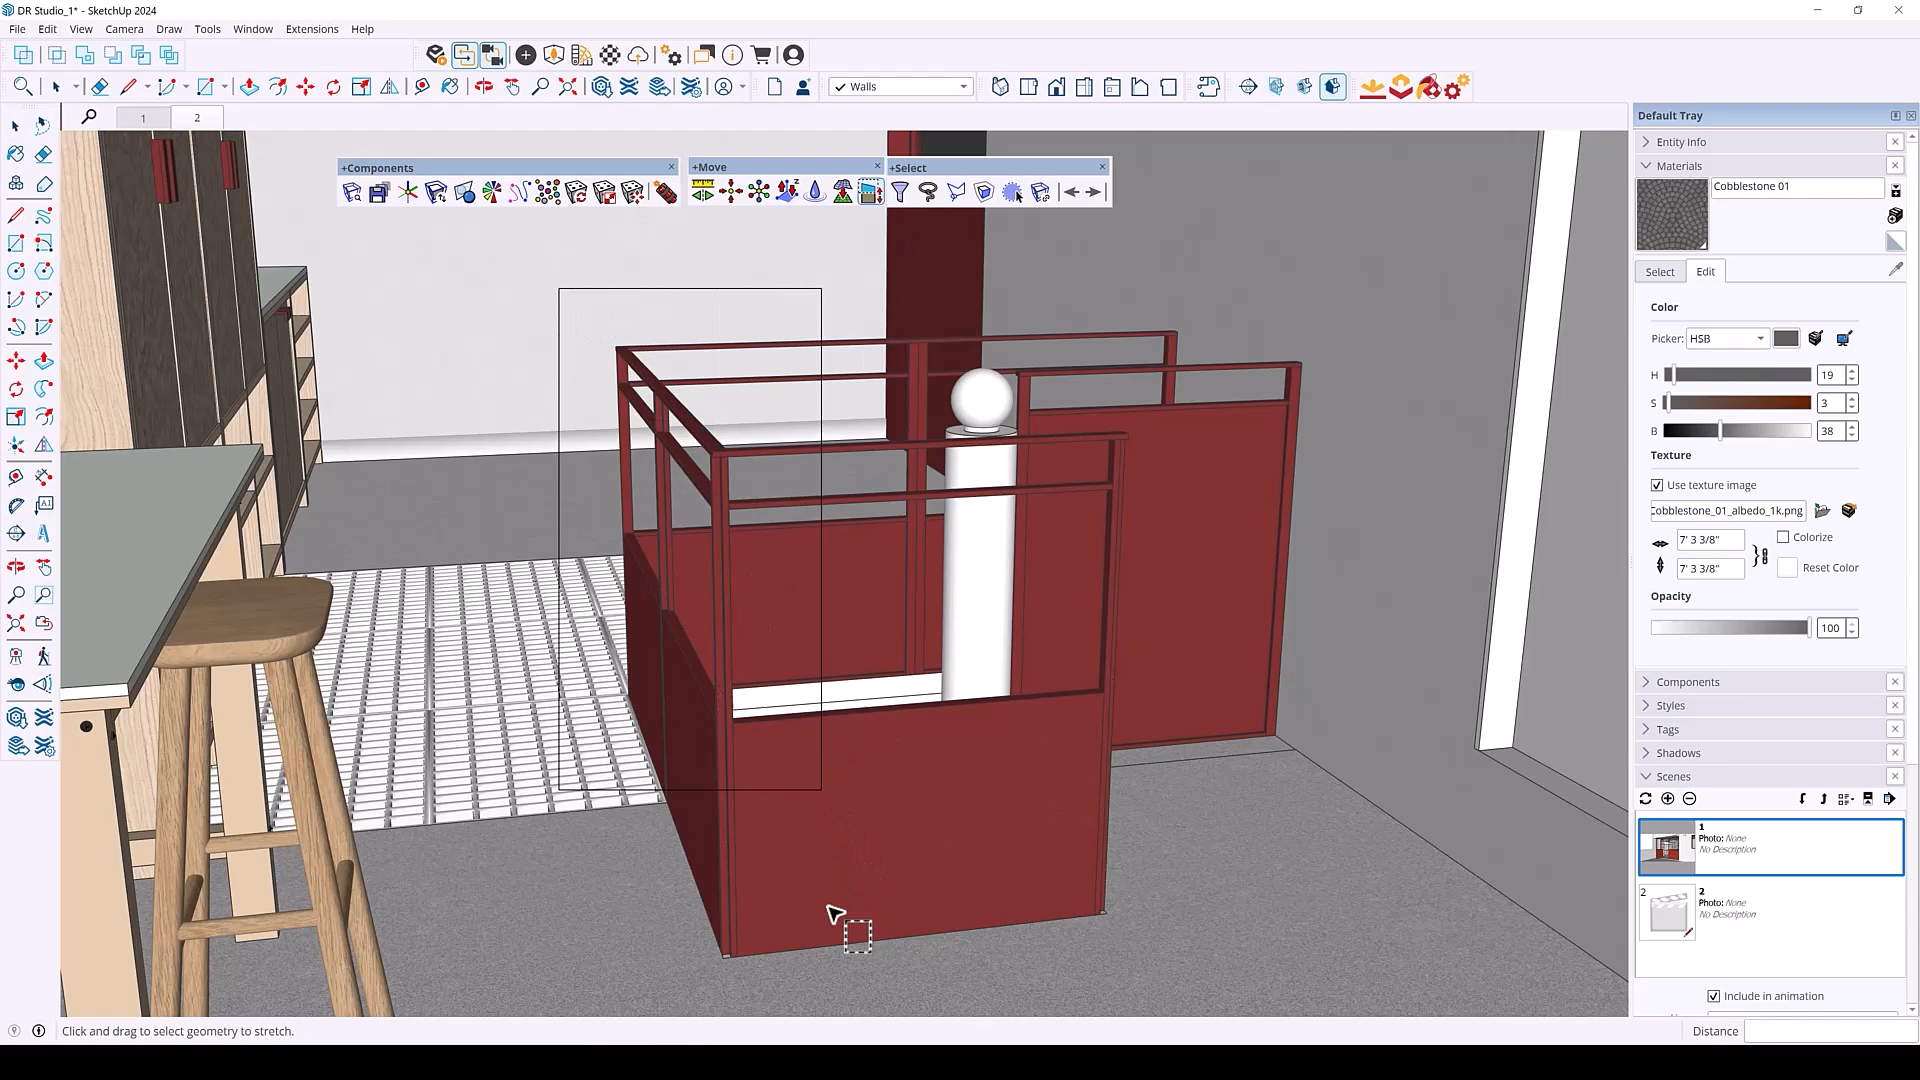 DR Studio_1* - SketchUp 2024
File Edit View Camera Draw Tools Window Extensions Help
Walls
1 2
+Components
+Move
+Select
Default Tray
Entity Info
Materials
Cobblestone 01
Select Edit
Color
Picker: HSB
H 19
S 3
B 38
Texture
Use texture image
Cobblestone_01_albedo_1k.png
7' 3 3/8" Colorize
7' 3 3/8" Reset Color
Opacity
100
Components
Styles
Tags
Shadows
Scenes
1
Photo: None
No Description
2 2
Photo: None
No Description
Include in animation
Click and drag to select geometry to stretch.
Distance